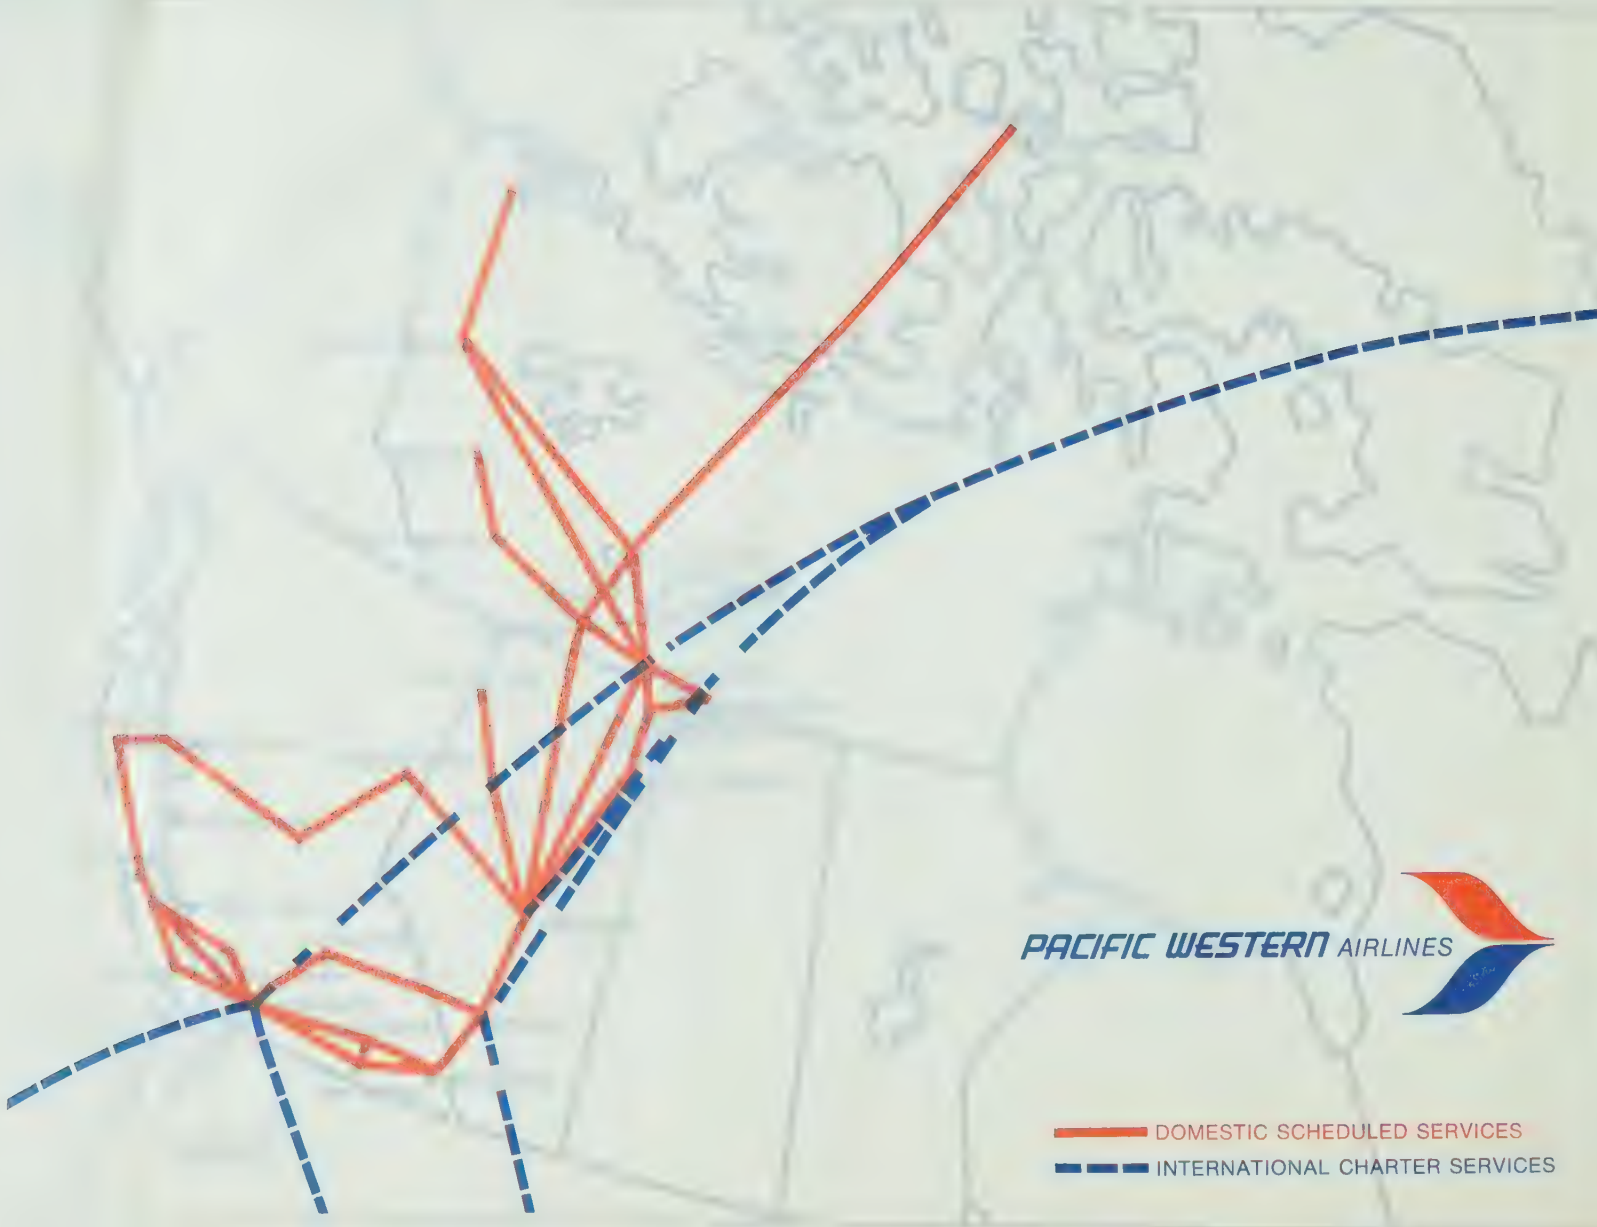 PACIFIC WESTERN AIRLINES
DOMESTIC SCHEDULED SERVICES
INTERNATIONAL CHARTER SERVICES